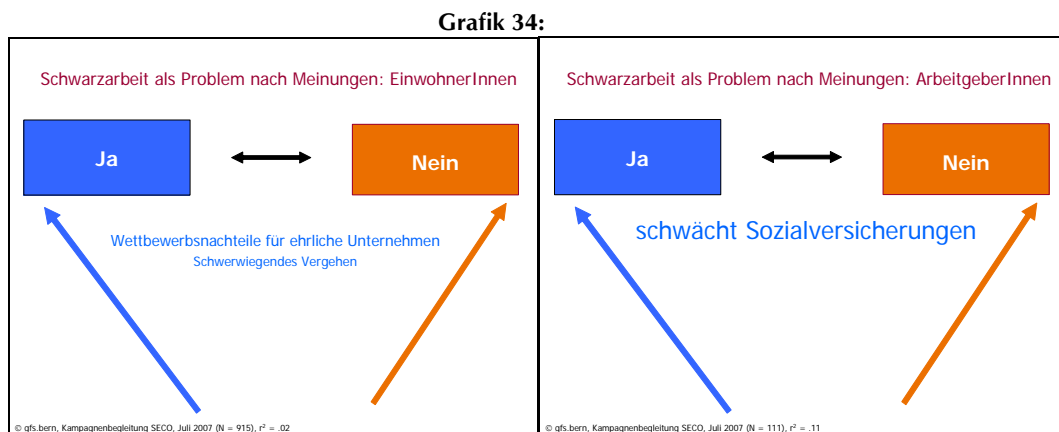 Grafik 34:
Schwarzarbeit als Problem nach Meinungen: EinwohnerInnen
Ja
Nein
Wettbewerbsnachteile für ehrliche Unternehmen
Schwerwiegendes Vergehen
© gfs.bern, Kampagnenbegleitung SECO, Juli 2007 (N = 915), r² = .02
Schwarzarbeit als Problem nach Meinungen: ArbeitgeberInnen
Ja
Nein
schwächt Sozialversicherungen
© gfs.bern, Kampagnenbegleitung SECO, Juli 2007 (N = 111), r² = .11